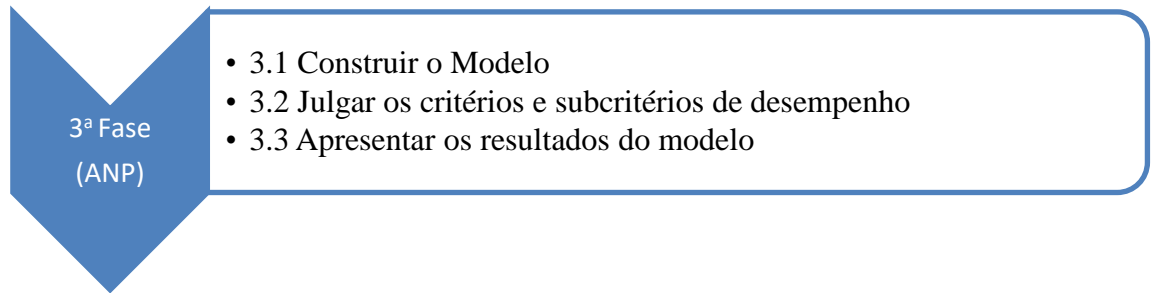 3ª Fase
(ANP)
• 3.1 Construir o Modelo
• 3.2 Julgar os critérios e subcritérios de desempenho
• 3.3 Apresentar os resultados do modelo